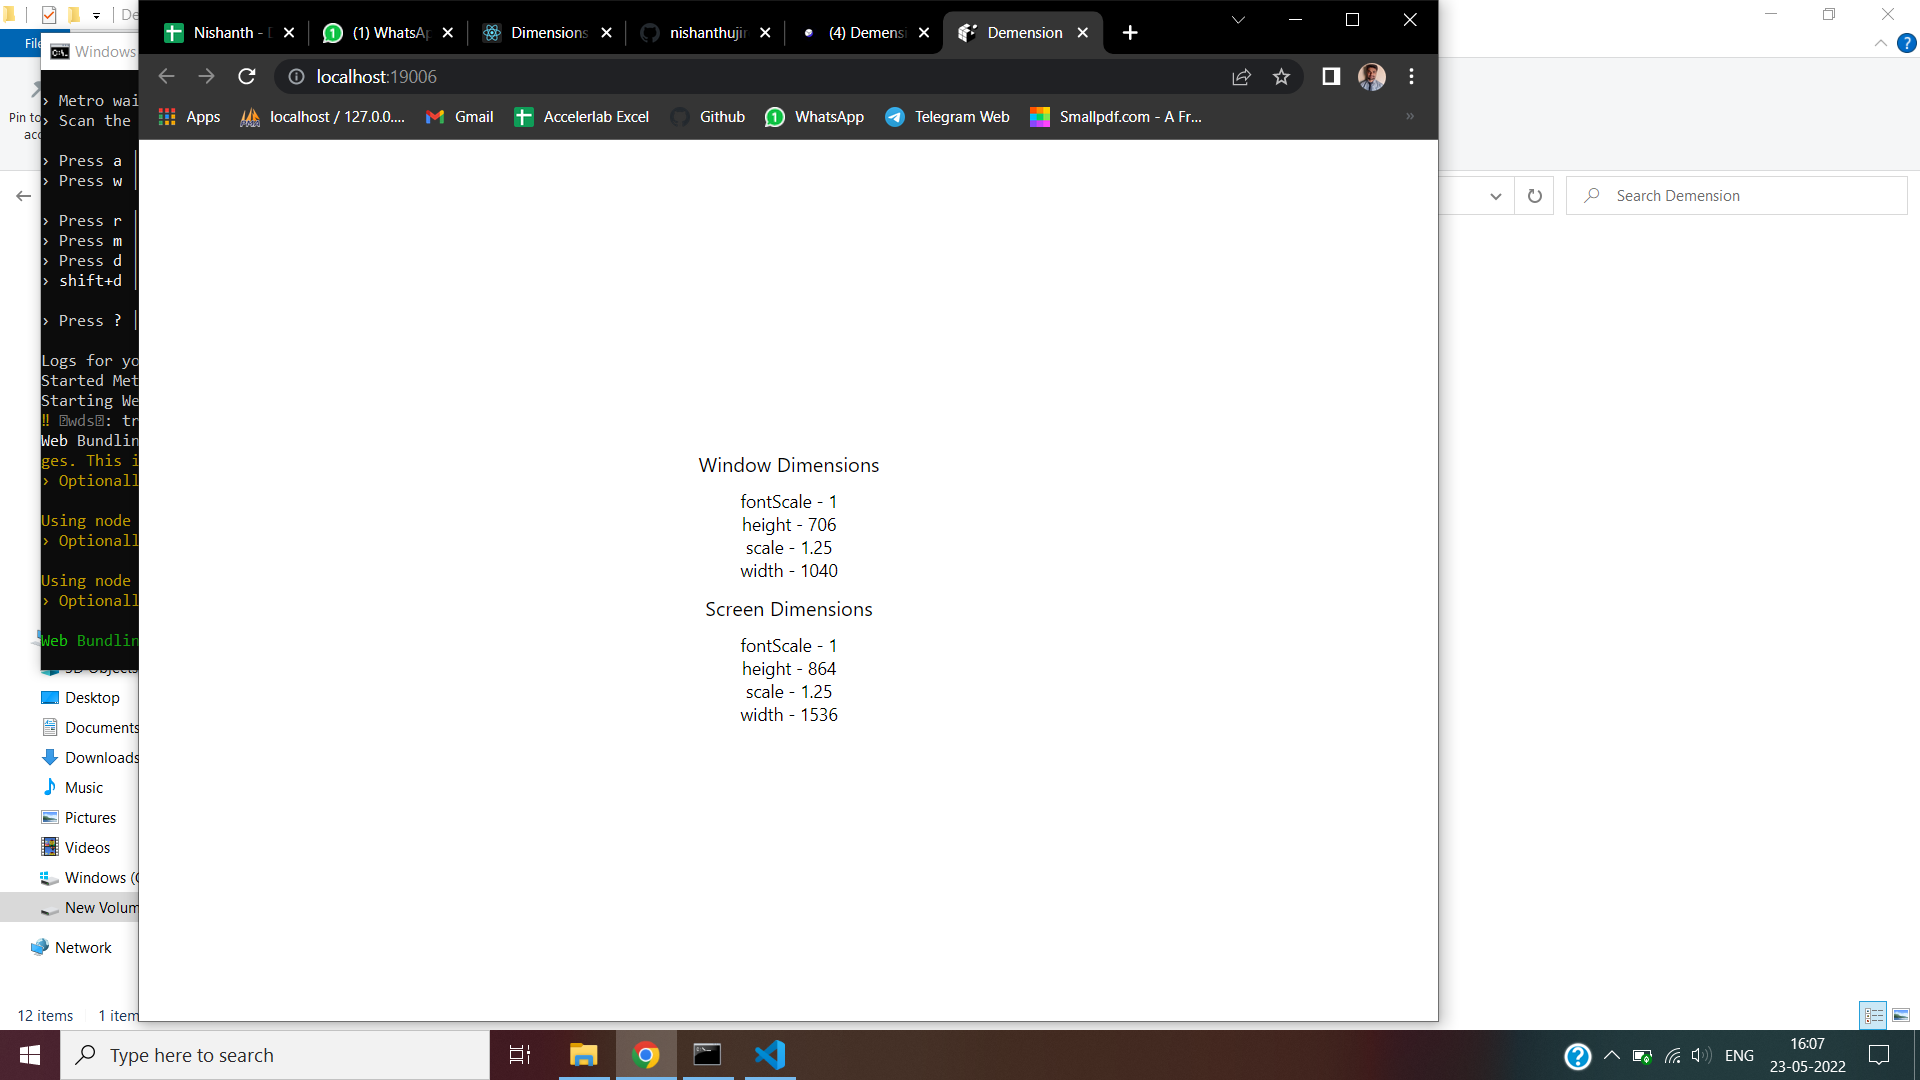 De
File
Windows
Pin to
acc
› Metro wai
› Scan the
› Press a
› Press w
› Press r
› Press m
› Press d
› shift+d
› Press ?
Logs for yo
Started Met
Starting We
‼ wds: tr
Web Bundlin
ges. This i
› Optionall
Using node
› Optionall
Using node
› Optionall
Web Bundlin
3D Objects
Desktop
Documents
Downloads
Music
Pictures
Videos
Windows (C
New Volum
Network
12 items 1 item
Nishanth - D
(1) WhatsAp
Dimensions
nishanthujir
(4) Demensi
Demension
localhost:19006
Apps
localhost / 127.0.0....
Gmail
Accelerlab Excel
Github
WhatsApp
Telegram Web
Smallpdf.com - A Fr...
»
Window Dimensions
fontScale - 1
height - 706
scale - 1.25
width - 1040
Screen Dimensions
fontScale - 1
height - 864
scale - 1.25
width - 1536
Search Demension
Type here to search
ENG
16:07
23-05-2022